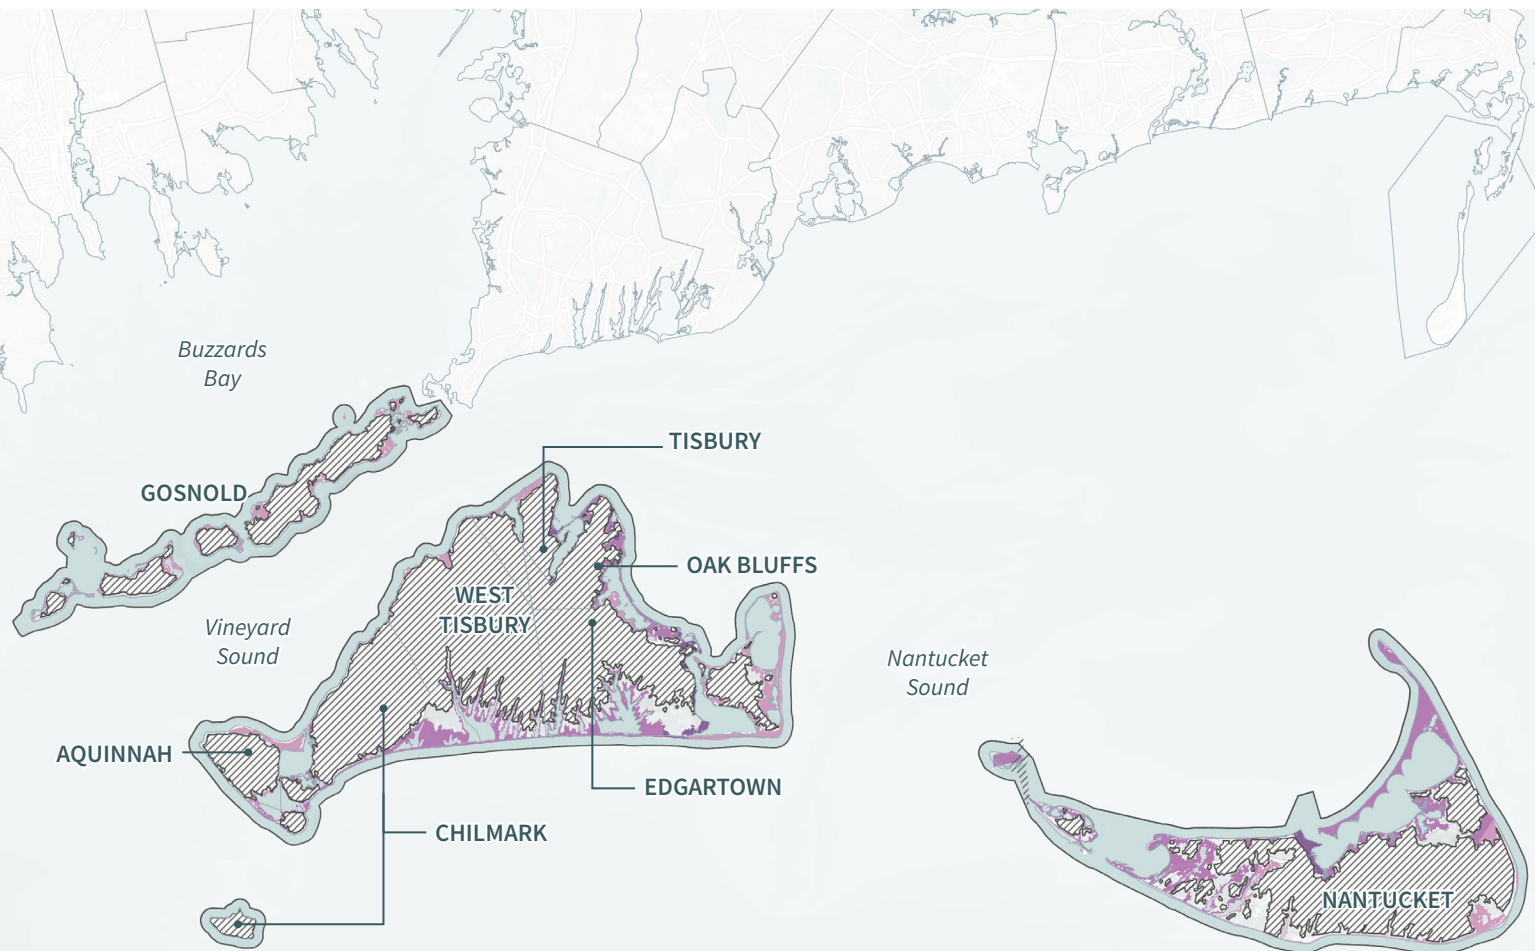 Buzzards
Bay
TISBURY
GOSNOLD
OAK BLUFFS
WEST
TISBURY
Vineyard
Sound
Nantucket
Sound
AQUINNAH
EDGARTOWN
CHILMARK
NANTUCKET